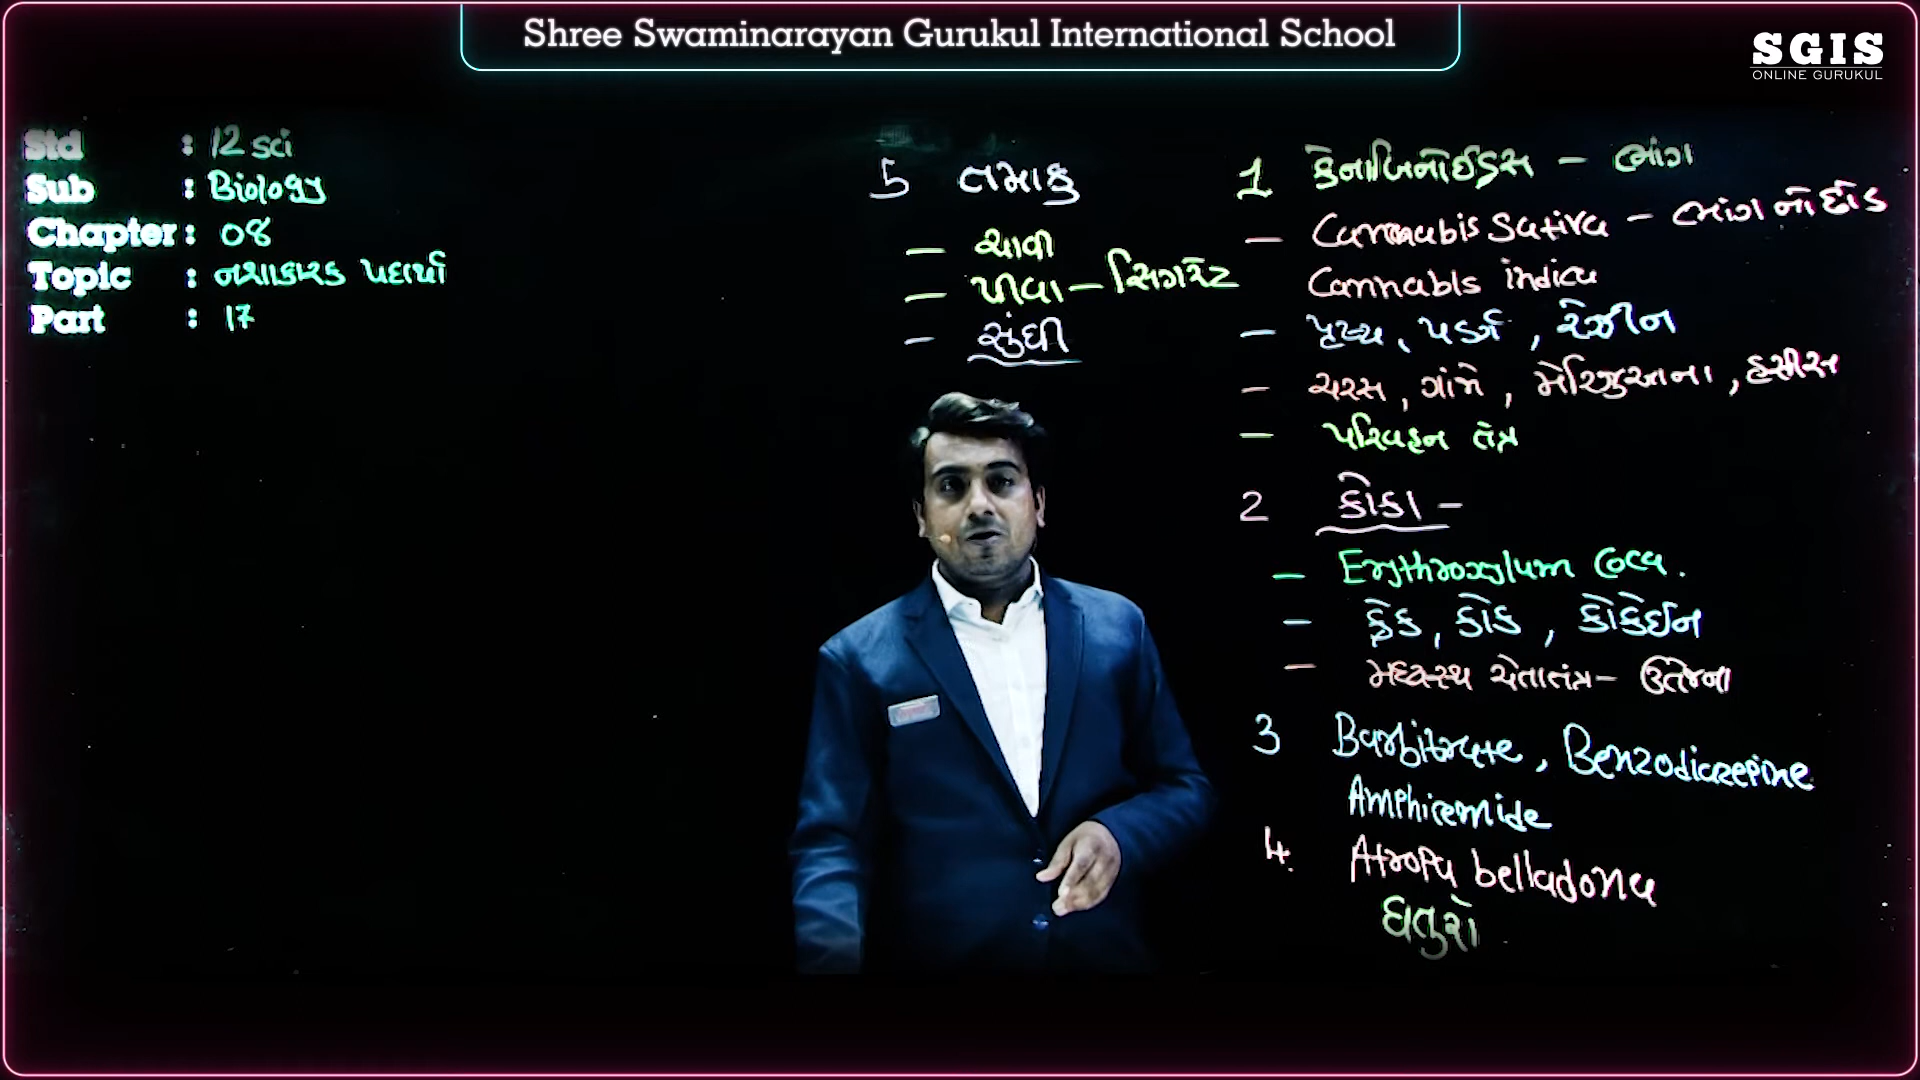 Shree Swaminarayan Gurukul International School
SGIS
ONLINE GURUKUL
Std : 12 sci
Sub : Biology
Chapter : 08
Topic : નશાકારક પદાર્થો
Part : 17
5 તમાકુ
– ચાવી
– પીવા – સિગરેટ
– સુંઘી
1 કેનાબિનોઈડ્સ – ભાંગ
– Cannabis Sativa – ભાંગ નો છોડ
Cannabis indica
– પુષ્પ, પર્ણ, રેઝીન
– ચરસ, ગાંજો, મેરિજુઆના, હસીસ
– પરિવહન તંત્ર
2 કોકા –
– Erythroxylum Coca.
– ક્રેક, કોક, કોકેઈન
– મધ્યસ્થ ચેતાતંત્ર – ઉતેજના
3 Barbiturate, Benzodiazepine
4. Atropa belladona
ધતુરો